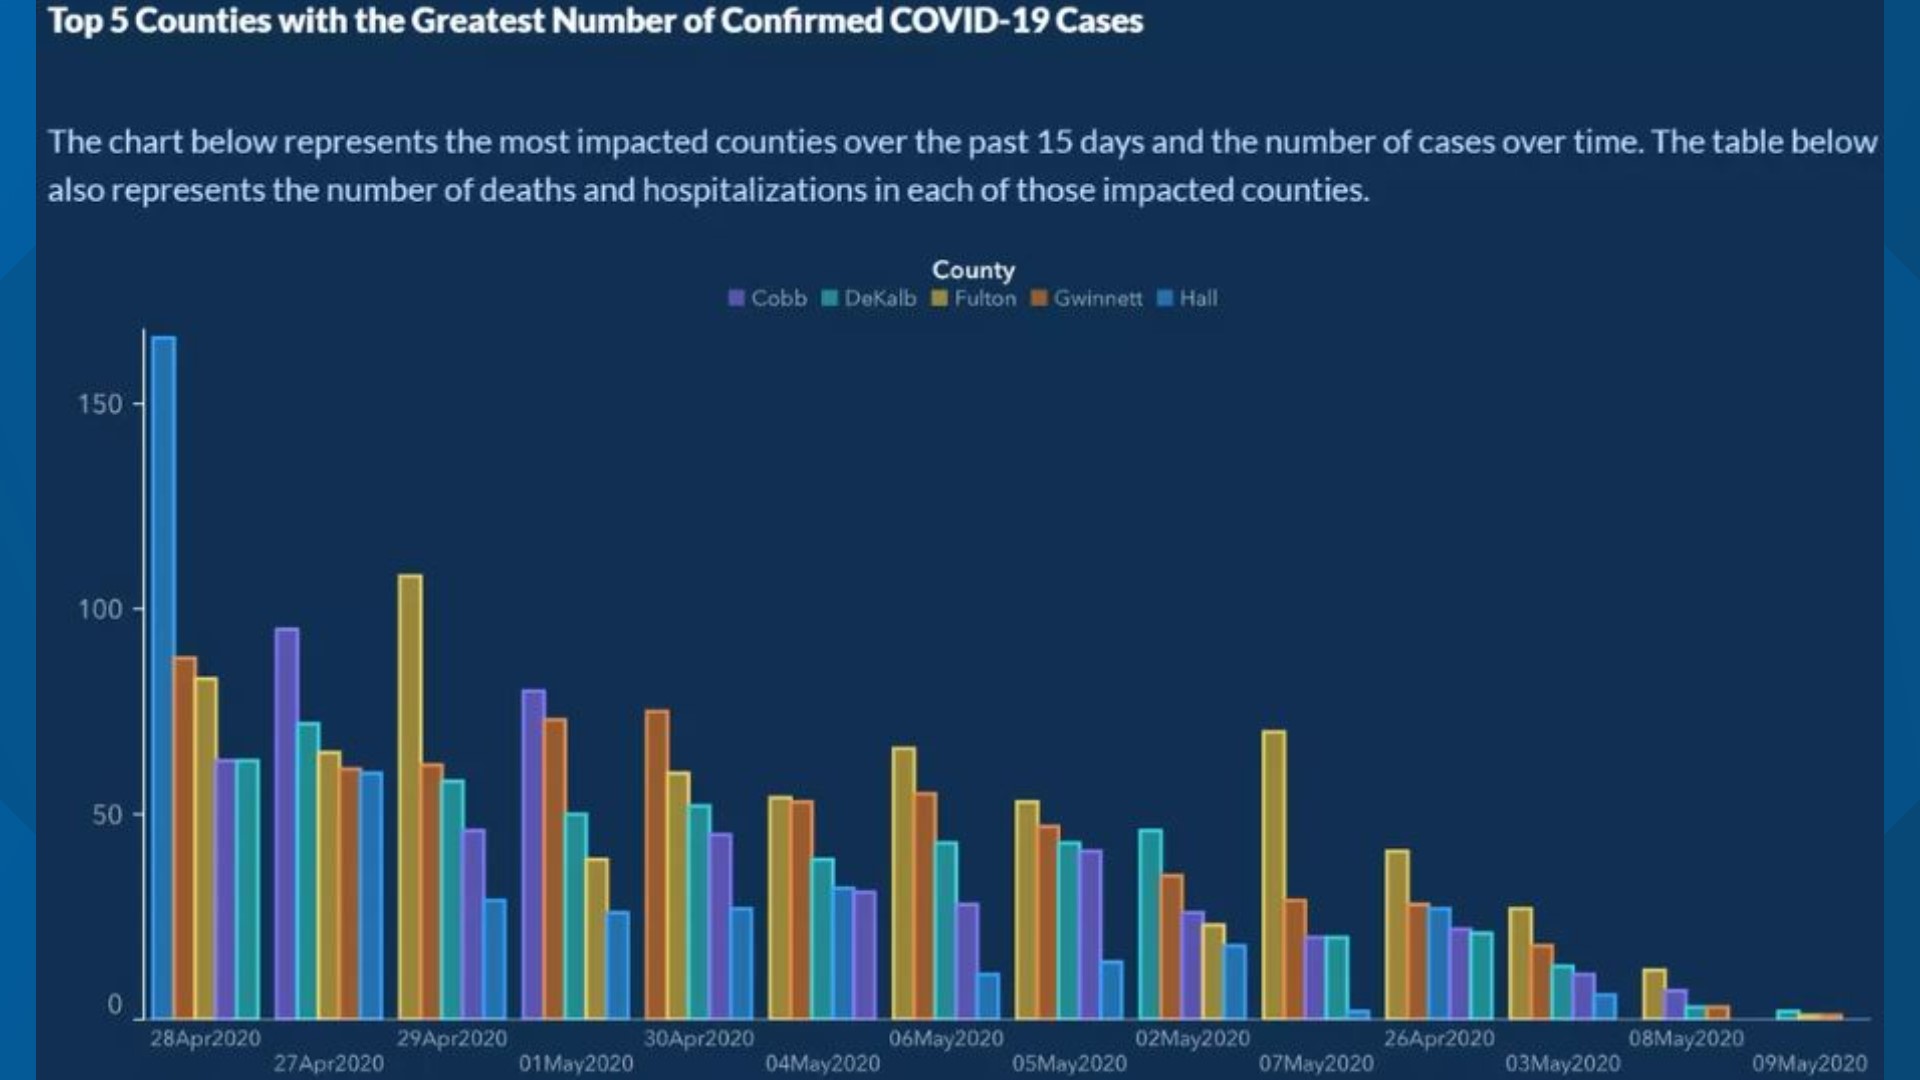 Top 5 Counties with the Greatest Number of Confirmed COVID-19 Cases
The chart below represents the most impacted counties over the past 15 days and the number of cases over time. The table below
also represents the number of deaths and hospitalizations in each of those impacted counties.
County
Cobb DeKalb Fulton Gwinnett Hall
150
100
50
0
28Apr2020 29Apr2020 30Apr2020 06May2020 02May2020 26Apr2020 08May2020
27Apr2020 01May2020 04May2020 05May2020 07May2020 03May2020 09May2020